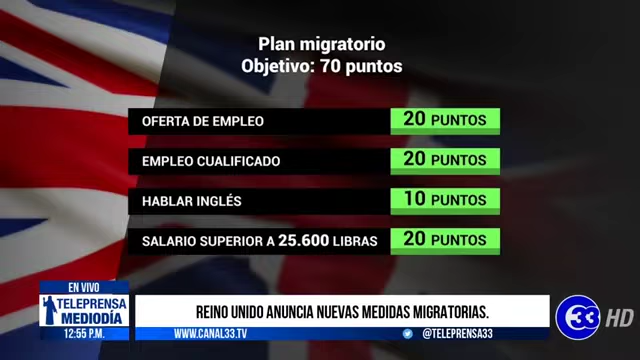 Plan migratorio
Objetivo: 70 puntos
OFERTA DE EMPLEO 20 PUNTOS
EMPLEO CUALIFICADO 20 PUNTOS
HABLAR INGLÉS 10 PUNTOS
SALARIO SUPERIOR A 25.600 LIBRAS 20 PUNTOS
EN VIVO
TELEPRENSA
MEDIODÍA
12:55 P.M.
REINO UNIDO ANUNCIA NUEVAS MEDIDAS MIGRATORIAS.
WWW.CANAL33.TV @TELEPRENSA33
33 HD